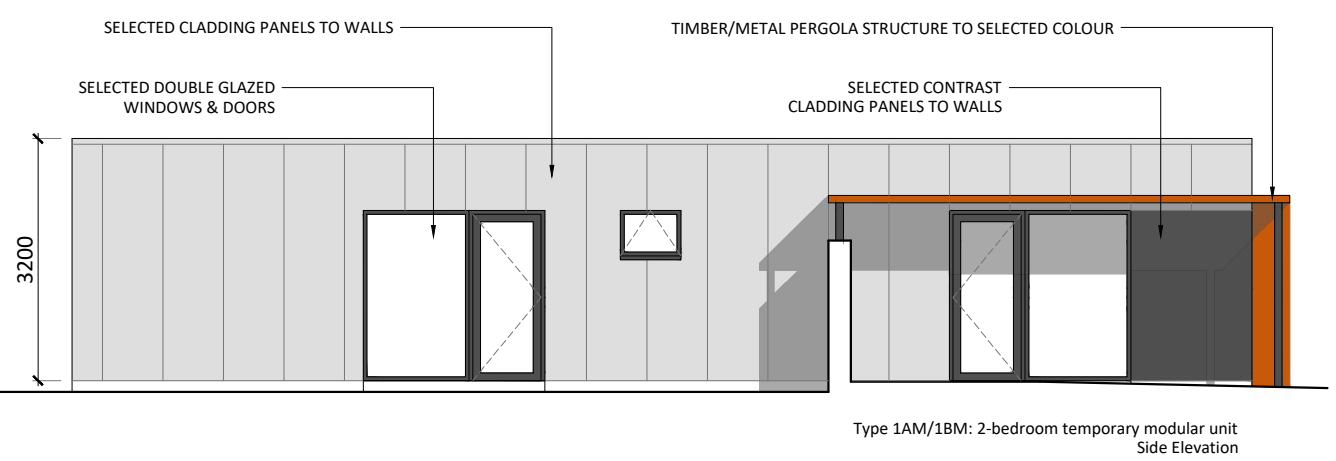 SELECTED CLADDING PANELS TO WALLS
TIMBER/METAL PERGOLA STRUCTURE TO SELECTED COLOUR
SELECTED DOUBLE GLAZED
WINDOWS & DOORS
SELECTED CONTRAST
CLADDING PANELS TO WALLS
3200
Type 1AM/1BM: 2-bedroom temporary modular unit
Side Elevation